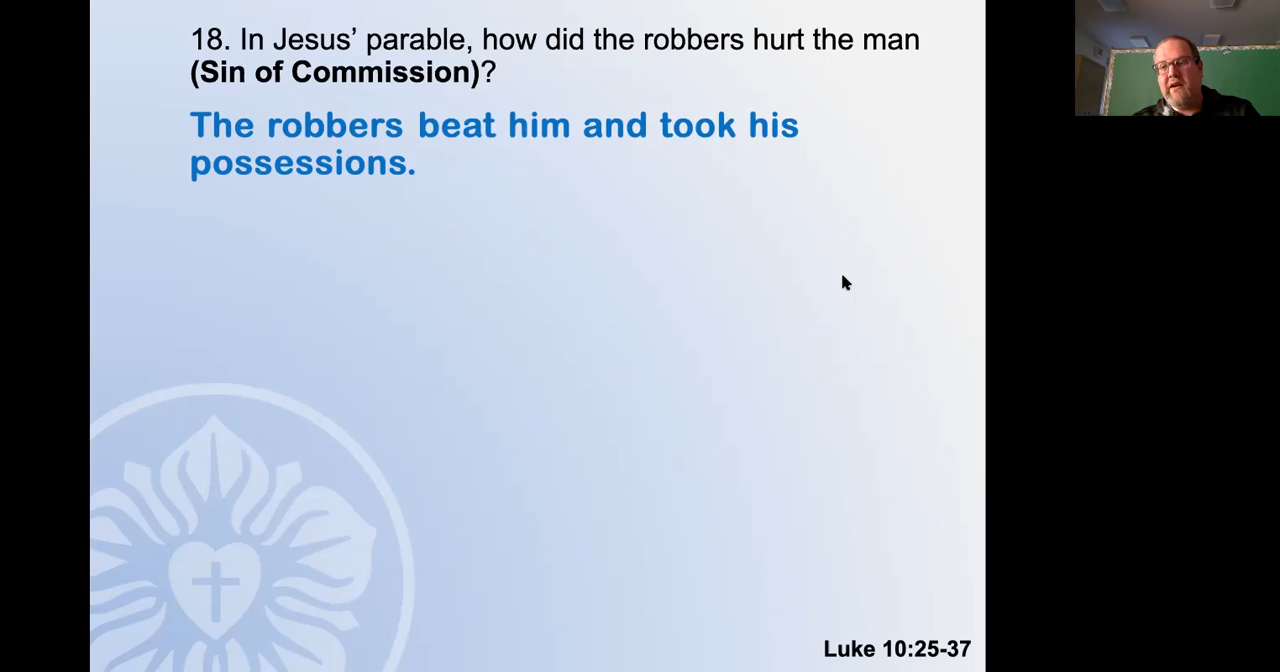 18. In Jesus’ parable, how did the robbers hurt the man
(Sin of Commission)?
The robbers beat him and took his
possessions.
Luke 10:25-37